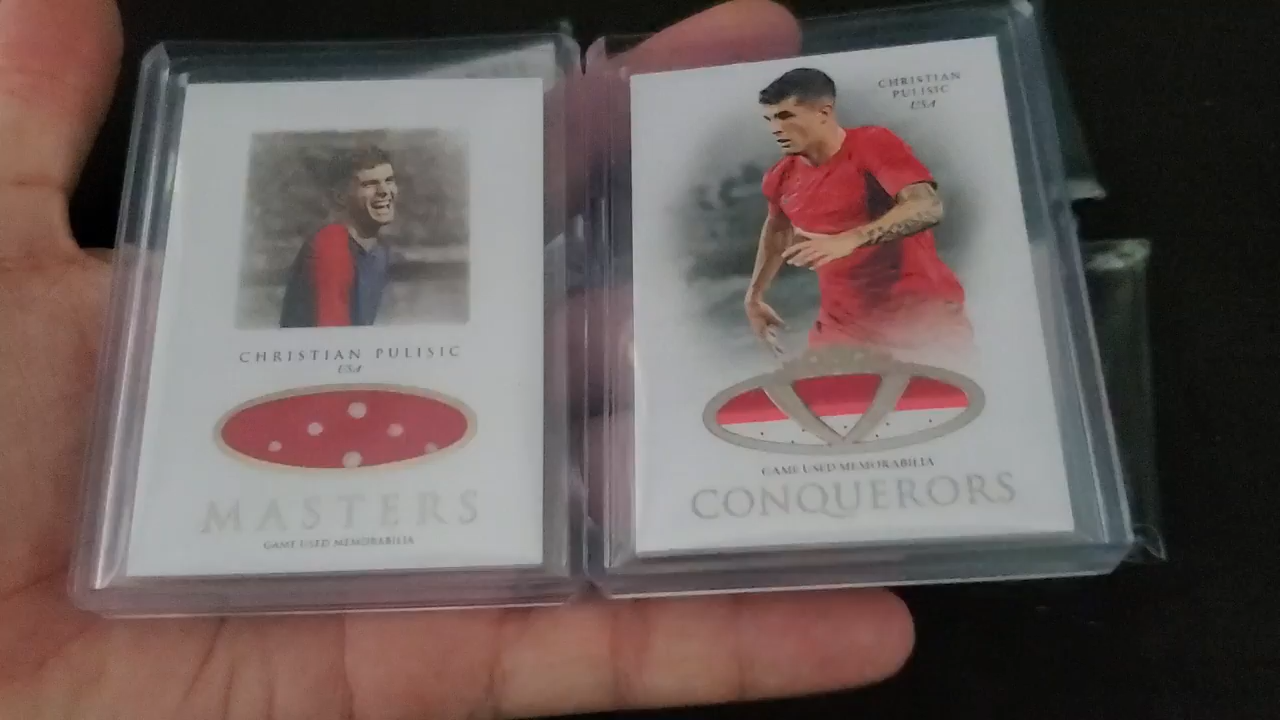 CHRISTIAN PULISIC
USA
MASTERS
GAME USED MEMORABILIA
CHRISTIAN
PULISIC
USA
GAME USED MEMORABILIA
CONQUERORS